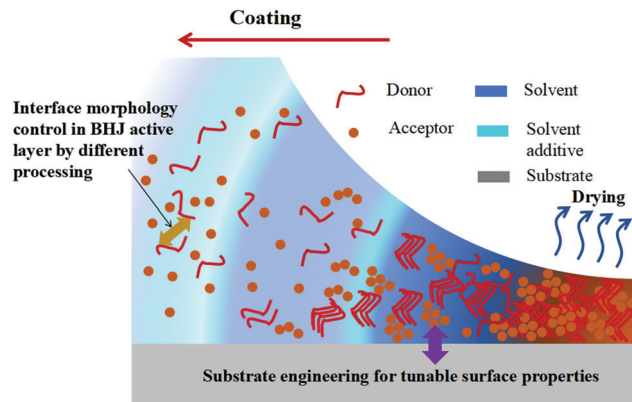 Coating
Interface morphology
control in BHJ active
layer by different
processing
Donor
Acceptor
Solvent
Solvent
additive
Substrate
Drying
Substrate engineering for tunable surface properties